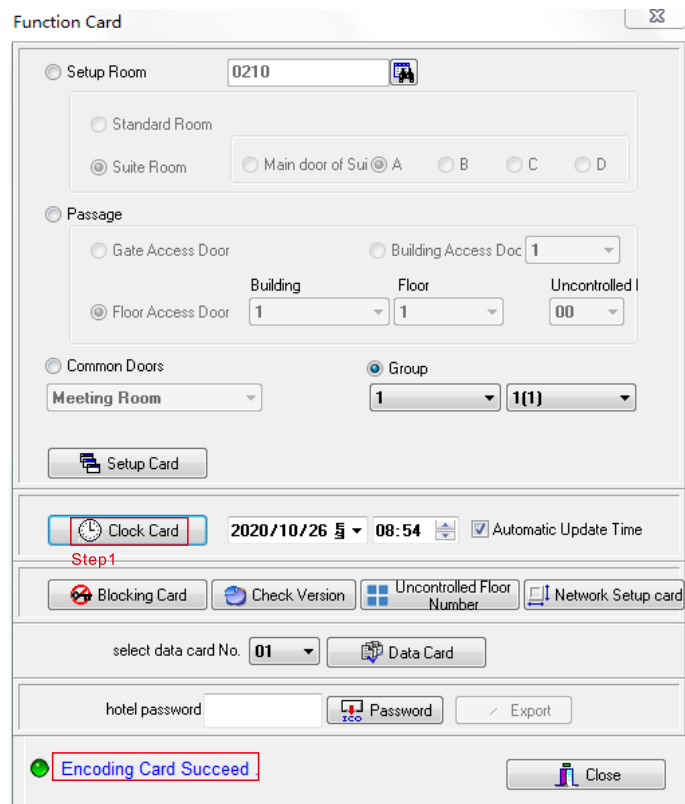 Function Card
Setup Room 0210
Standard Room
Suite Room Main door of Sui A B C D
Passage
Gate Access Door Building Access Doc 1
Building Floor Uncontrolled
Floor Access Door 1 1 00
Common Doors Group
Meeting Room 1 1(1)
Setup Card
Clock Card 2020/10/26 08:54 Automatic Update Time
Step1
Blocking Card Check Version Uncontrolled Floor Number Network Setup card
select data card No. 01 Data Card
hotel password ICO Password Export
Encoding Card Succeed . Close